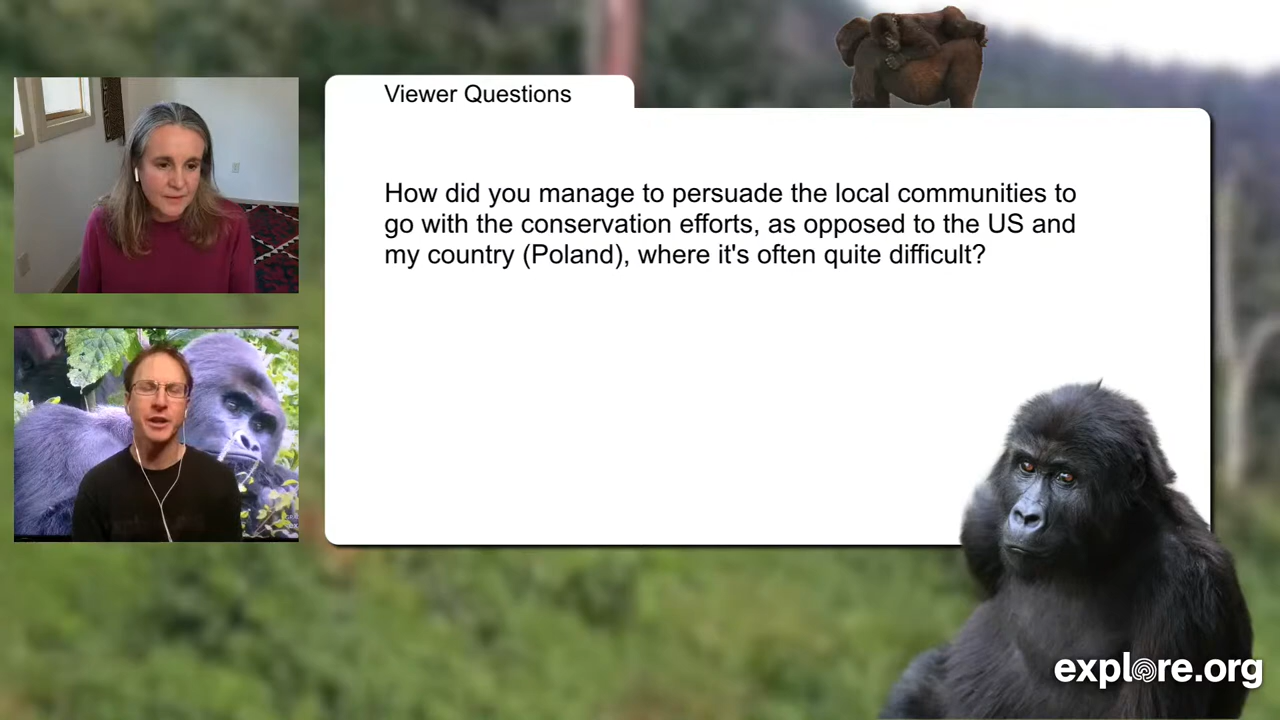 Viewer Questions
How did you manage to persuade the local communities to
go with the conservation efforts, as opposed to the US and
my country (Poland), where it's often quite difficult?
explore.org